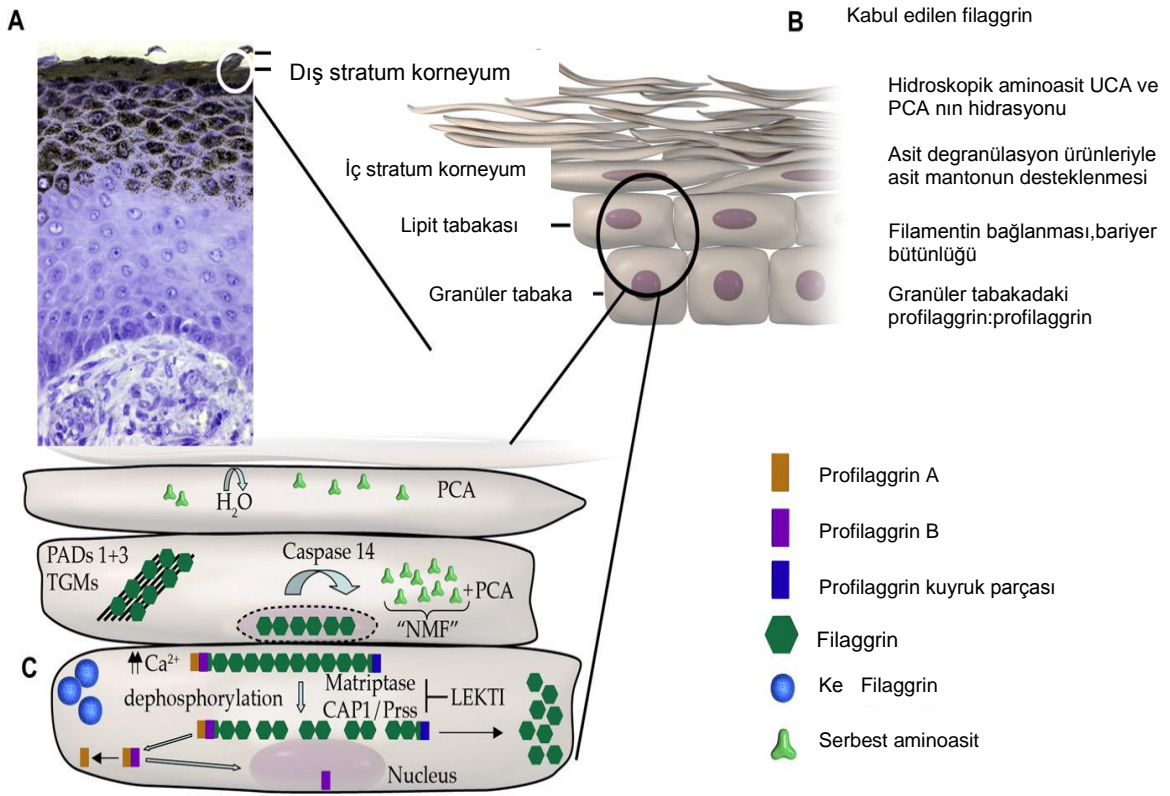 A
Dış stratum korneyum
İç stratum korneyum
Lipit tabakası
Granüler tabaka
B
Kabul edilen filaggrin
Hidroskopik aminoasit UCA ve
PCA nın hidrasyonu
Asit degranülasyon ürünleriyle
asit mantonun desteklenmesi
Filamentin bağlanması,bariyer
bütünlüğü
Granüler tabakadaki
profilaggrin:profilaggrin
H₂O
PCA
PADs 1+3
TGMs
Caspase 14
+PCA
“NMF”
C
Ca²⁺
dephosphorylation
Matriptase
CAP1/Prss
LEKTI
Nucleus
Profilaggrin A
Profilaggrin B
Profilaggrin kuyruk parçası
Filaggrin
Ke Filaggrin
Serbest aminoasit